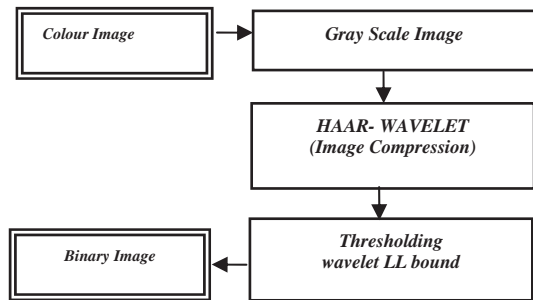 Colour Image
Gray Scale Image
HAAR- WAVELET
(Image Compression)
Thresholding
wavelet LL bound
Binary Image